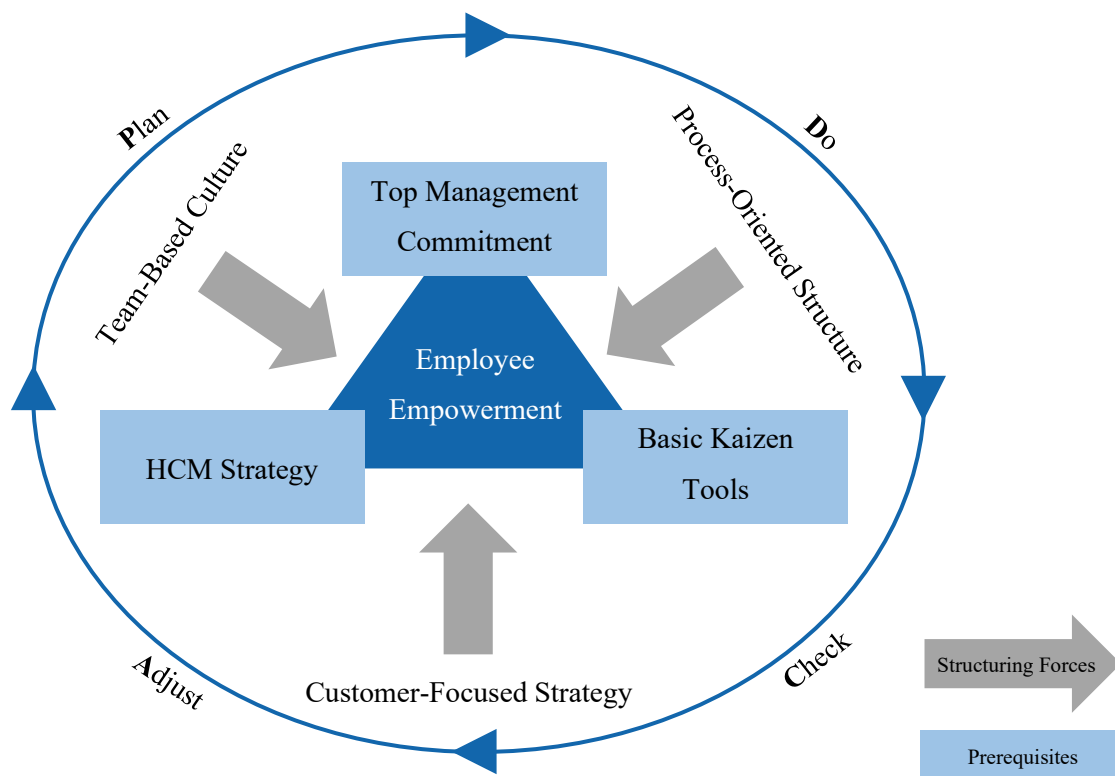 Plan
Do
Team-Based Culture
Process-Oriented Structure
Top Management
Commitment
Employee
Empowerment
HCM Strategy
Basic Kaizen
Tools
Adjust
Customer-Focused Strategy
Check
Structuring Forces
Prerequisites